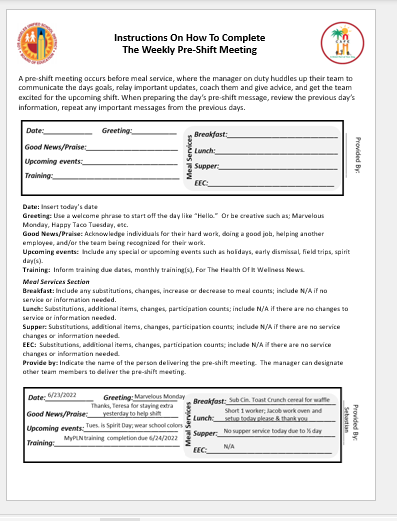 Instructions On How To Complete
The Weekly Pre-Shift Meeting
A pre-shift meeting occurs before meal service, where the manager on duty huddles up their team to
communicate the days goals, relay important updates, coach them and give advice, and get the team
excited for the upcoming shift. When preparing the day's pre-shift message, review the previous day's
information, repeat any important messages from the previous days.
Date:
Greeting:
Good News/Praise:
Upcoming events:
Training:
Meal Services
Breakfast:
Lunch:
Supper:
EEC:
Provided By:
Date: Insert today's date
Greeting: Use a welcome phrase to start off the day like "Hello." Or be creative such as; Marvelous
Monday, Happy Taco Tuesday, etc.
Good News/Praise: Acknowledge individuals for their hard work, doing a good job, helping another
employee, and/or the team being recognized for their work.
Upcoming events: Include any special or upcoming events such as holidays, early dismissal, field trips, spirit
day(s).
Training: Inform training due dates, monthly training(s), For The Health Of It Wellness News.
Meal Services Section
Breakfast: Include any substitutions, changes, increase or decrease to meal counts; include N/A if no
service or information needed.
Lunch: Substitutions, additional items, changes, participation counts; include N/A if there are no changes to
service or information needed.
Supper: Substitutions, additional items, changes, participation counts; include N/A if there are no service
changes or information needed.
EEC: Substitutions, additional items, changes, participation counts; include N/A if there are no service
changes or information needed.
Provide by: Indicate the name of the person delivering the pre-shift meeting. The manager can designate
other team members to deliver the pre-shift meeting.
Date: 6/23/2022
Greeting: Marvelous Monday
Good News/Praise: Thanks, Teresa for staying extra
yesterday to help shift
Upcoming events: Tues. is Spirit Day; wear school colors
Training: MyPLN training completion due 6/24/2022
Meal Services
Breakfast: Sub Cin. Toast Crunch cereal for waffle
Lunch: Short 1 worker; Jacob work oven and
setup today please & thank you
Supper: No supper service today due to ½ day
EEC: N/A
Provided By:
Sebastian